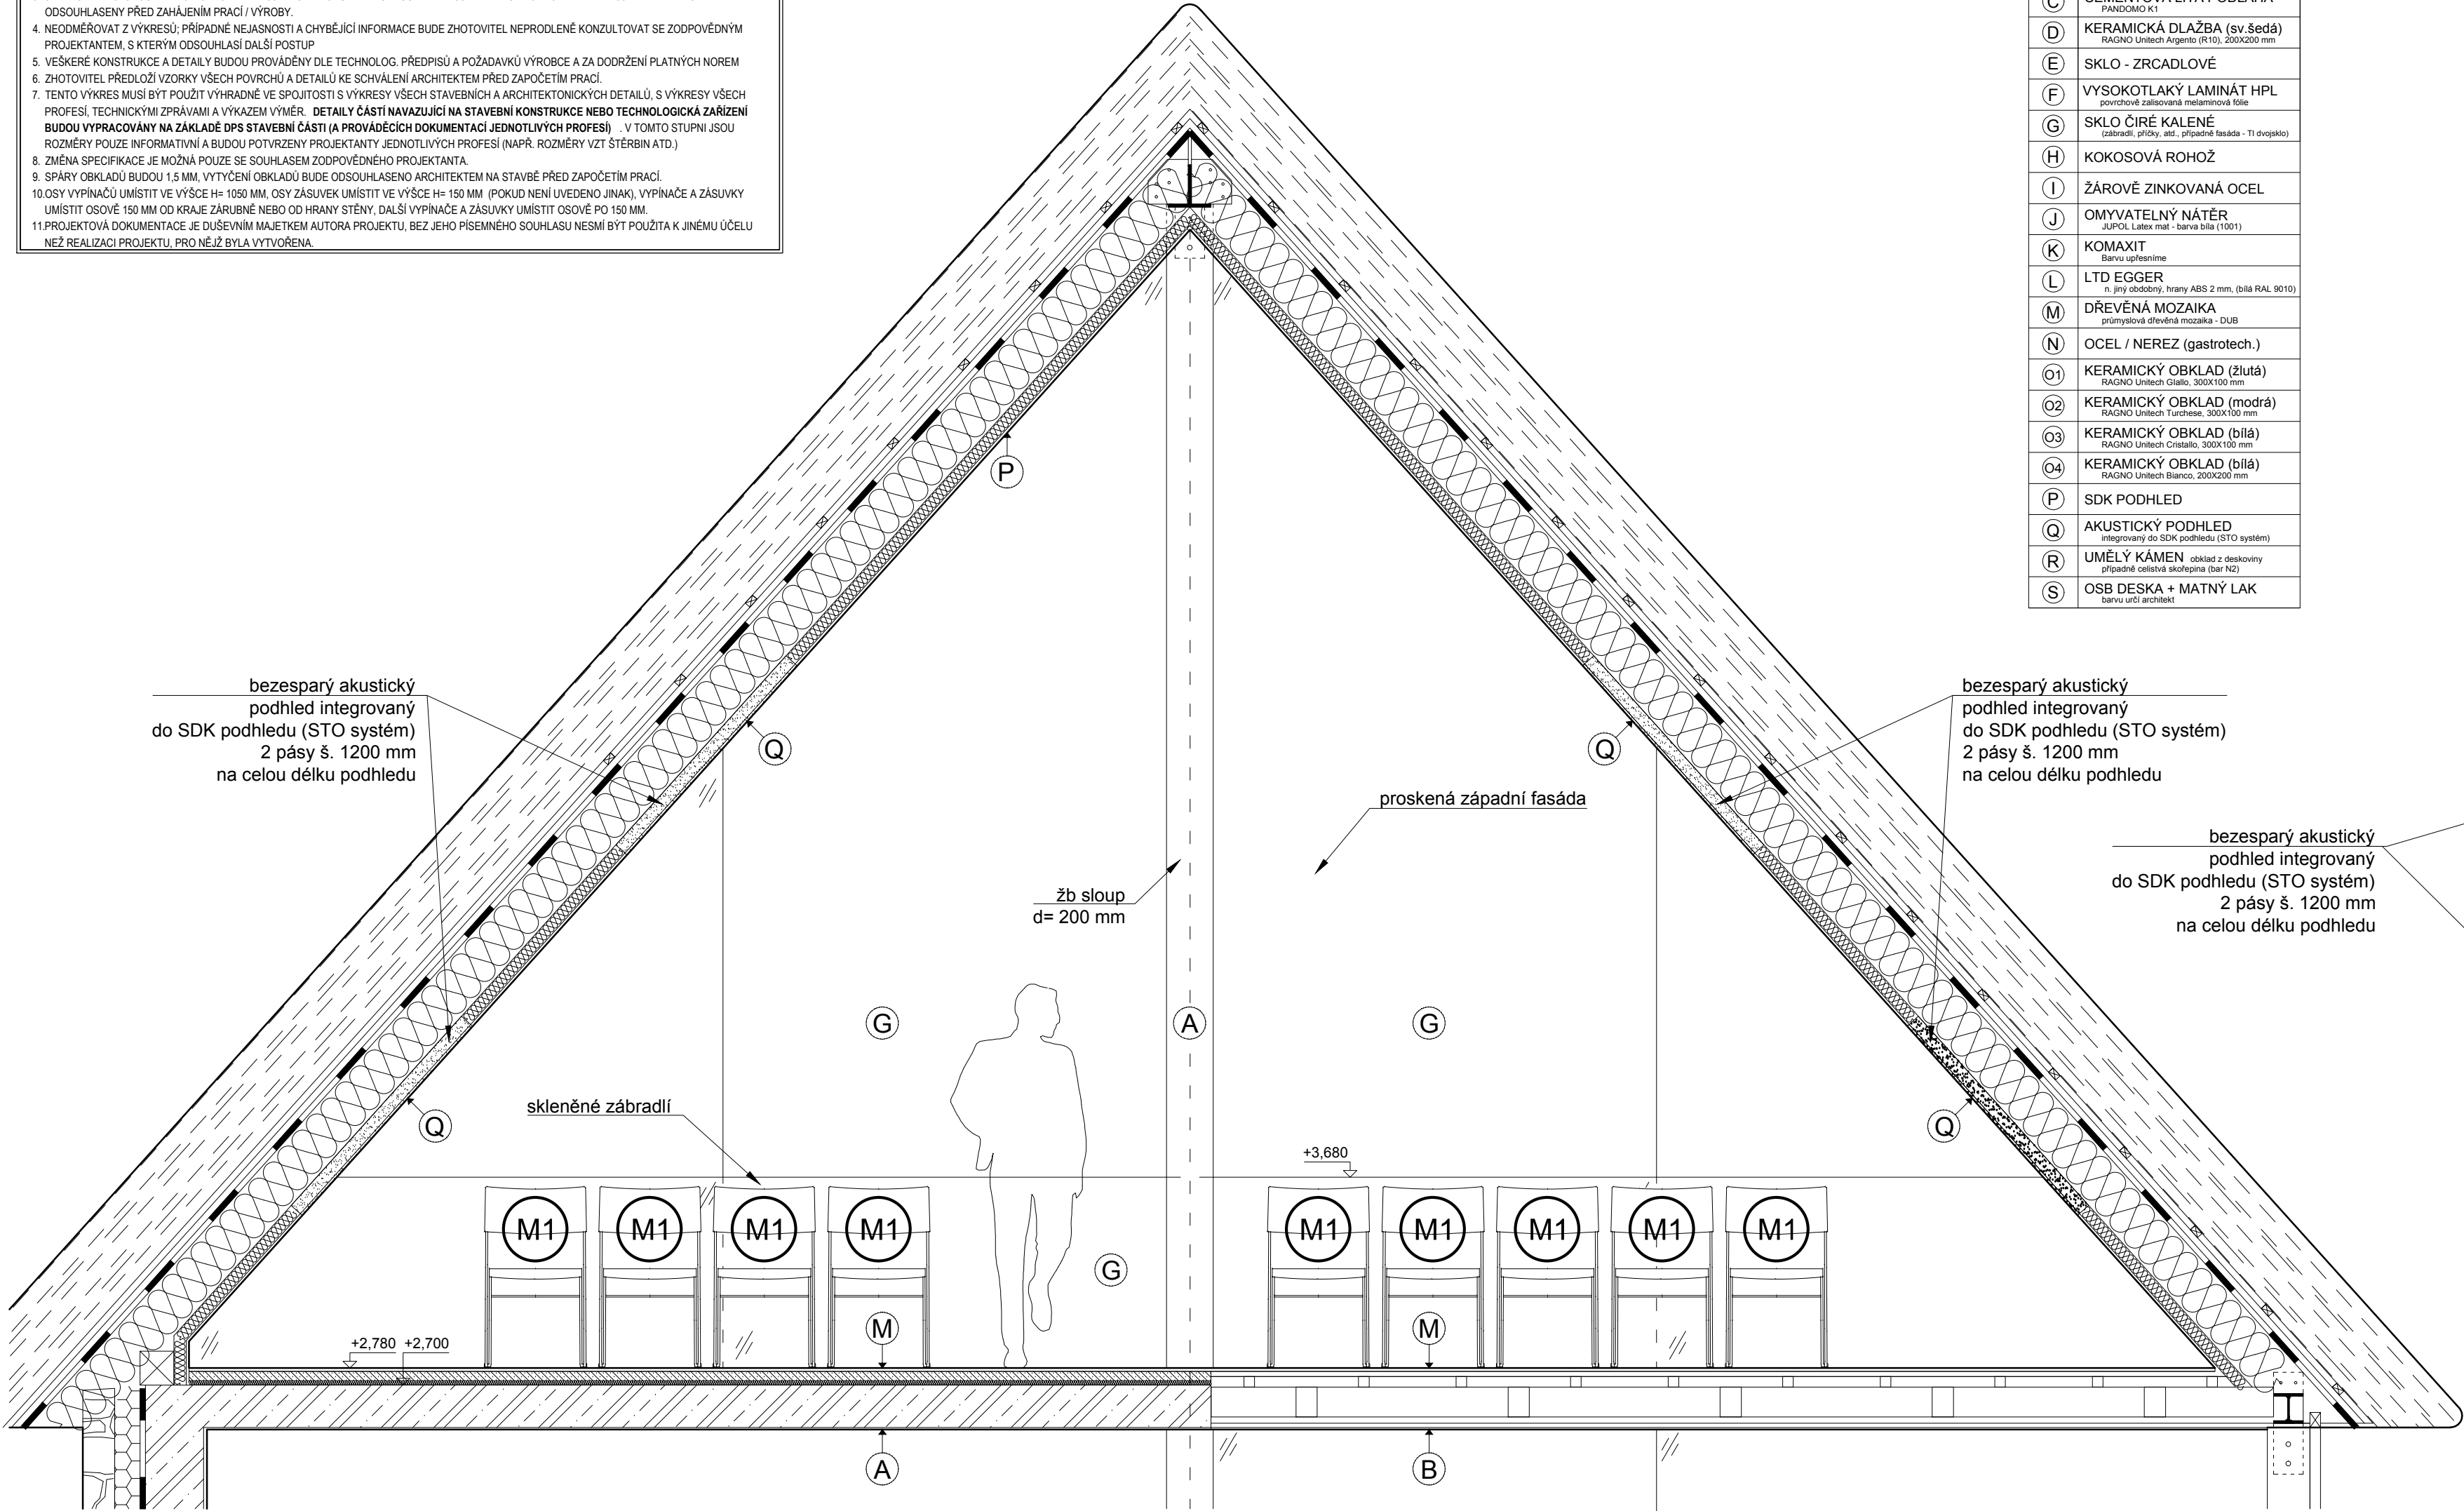 ODSOUHLASENY PŘED ZAHÁJENÍM PRACÍ / VÝROBY.
4. NEODMĚŘOVAT Z VÝKRESŮ; PŘÍPADNÉ NEJASNOSTI A CHYBĚJÍCÍ INFORMACE BUDE ZHOTOVITEL NEPRODLENĚ KONZULTOVAT SE ZODPOVĚDNÝM
PROJEKTANTEM, S KTERÝM ODSOUHLASÍ DALŠÍ POSTUP
5. VEŠKERÉ KONSTRUKCE A DETAILY BUDOU PROVÁDĚNY DLE TECHNOLOG. PŘEDPISŮ A POŽADAVKŮ VÝROBCE A ZA DODRŽENÍ PLATNÝCH NOREM
6. ZHOTOVITEL PŘEDLOŽÍ VZORKY VŠECH POVRCHŮ A DETAILŮ KE SCHVÁLENÍ ARCHITEKTEM PŘED ZAPOČETÍM PRACÍ.
7. TENTO VÝKRES MUSÍ BÝT POUŽIT VÝHRADNĚ VE SPOJITOSTI S VÝKRESY VŠECH STAVEBNÍCH A ARCHITEKTONICKÝCH DETAILŮ, S VÝKRESY VŠECH
PROFESÍ, TECHNICKÝMI ZPRÁVAMI A VÝKAZEM VÝMĚR. DETAILY ČÁSTÍ NAVAZUJÍCÍ NA STAVEBNÍ KONSTRUKCE NEBO TECHNOLOGICKÁ ZAŘÍZENÍ
BUDOU VYPRACOVÁNY NA ZÁKLADĚ DPS STAVEBNÍ ČÁSTI (A PROVÁDĚCÍCH DOKUMENTACÍ JEDNOTLIVÝCH PROFESÍ) . V TOMTO STUPNI JSOU
ROZMĚRY POUZE INFORMATIVNÍ A BUDOU POTVRZENY PROJEKTANTY JEDNOTLIVÝCH PROFESÍ (NAPŘ. ROZMĚRY VZT ŠTĚRBIN ATD.)
8. ZMĚNA SPECIFIKACE JE MOŽNÁ POUZE SE SOUHLASEM ZODPOVĚDNÉHO PROJEKTANTA.
9. SPÁRY OBKLADŮ BUDOU 1,5 MM, VYTÝČENÍ OBKLADŮ BUDE ODSOUHLASENO ARCHITEKTEM NA STAVBĚ PŘED ZAPOČETÍM PRACÍ.
10.OSY VYPÍNAČŮ UMÍSTIT VE VÝŠCE H= 1050 MM, OSY ZÁSUVEK UMÍSTIT VE VÝŠCE H= 150 MM (POKUD NENÍ UVEDENO JINAK), VYPÍNAČE A ZÁSUVKY
UMÍSTIT OSOVĚ 150 MM OD KRAJE ZÁRUBNĚ NEBO OD HRANY STĚNY, DALŠÍ VYPÍNAČE A ZÁSUVKY UMÍSTIT OSOVĚ PO 150 MM.
11.PROJEKTOVÁ DOKUMENTACE JE DUŠEVNÍM MAJETKEM AUTORA PROJEKTU, BEZ JEHO PÍSEMNÉHO SOUHLASU NESMÍ BÝT POUŽITA K JINÉMU ÚČELU
NEŽ REALIZACI PROJEKTU, PRO NĚJŽ BYLA VYTVOŘENA.
C CEMENTOVÁ LITÁ PODLAHA
PANDOMO K1
D KERAMICKÁ DLAŽBA (sv.šedá)
RAGNO Unitech Argento (R10), 200X200 mm
E SKLO - ZRCADLOVÉ
F VYSOKOTLAKÝ LAMINÁT HPL
povrchově zalisovaná melaminová fólie
G SKLO ČIRÉ KALENÉ
(zábradlí, příčky, atd., případně fasáda - TI dvojsklo)
H KOKOSOVÁ ROHOŽ
I ŽÁROVĚ ZINKOVANÁ OCEL
J OMYVATELNÝ NÁTĚR
JUPOL Latex mat - barva bíla (1001)
K KOMAXIT
Barvu upřesníme
L LTD EGGER
n. jiný obdobný, hrany ABS 2 mm, (bílá RAL 9010)
M DŘEVĚNÁ MOZAIKA
průmyslová dřevěná mozaika - DUB
N OCEL / NEREZ (gastrotech.)
O1 KERAMICKÝ OBKLAD (žlutá)
RAGNO Unitech Giallo, 300X100 mm
O2 KERAMICKÝ OBKLAD (modrá)
RAGNO Unitech Turchese, 300X100 mm
O3 KERAMICKÝ OBKLAD (bílá)
RAGNO Unitech Cristallo, 300X100 mm
O4 KERAMICKÝ OBKLAD (bílá)
RAGNO Unitech Bianco, 200X200 mm
P SDK PODHLED
Q AKUSTICKÝ PODHLED
integrovaný do SDK podhledu (STO systém)
R UMĚLÝ KÁMEN obklad z deskoviny
případně celistvá skořepina (bar N2)
S OSB DESKA + MATNÝ LAK
barvu určí architekt
P
bezesparý akustický
podhled integrovaný
do SDK podhledu (STO systém)
2 pásy š. 1200 mm
na celou délku podhledu
Q
Q
bezesparý akustický
podhled integrovaný
do SDK podhledu (STO systém)
2 pásy š. 1200 mm
na celou délku podhledu
proskená západní fasáda
bezesparý akustický
podhled integrovaný
do SDK podhledu (STO systém)
2 pásy š. 1200 mm
na celou délku podhledu
žb sloup
d= 200 mm
G A G
skleněné zábradlí
Q
Q
+3,680
M1 M1 M1 M1 M1 M1 M1 M1 M1
G
M M
+2,780 +2,700
A B